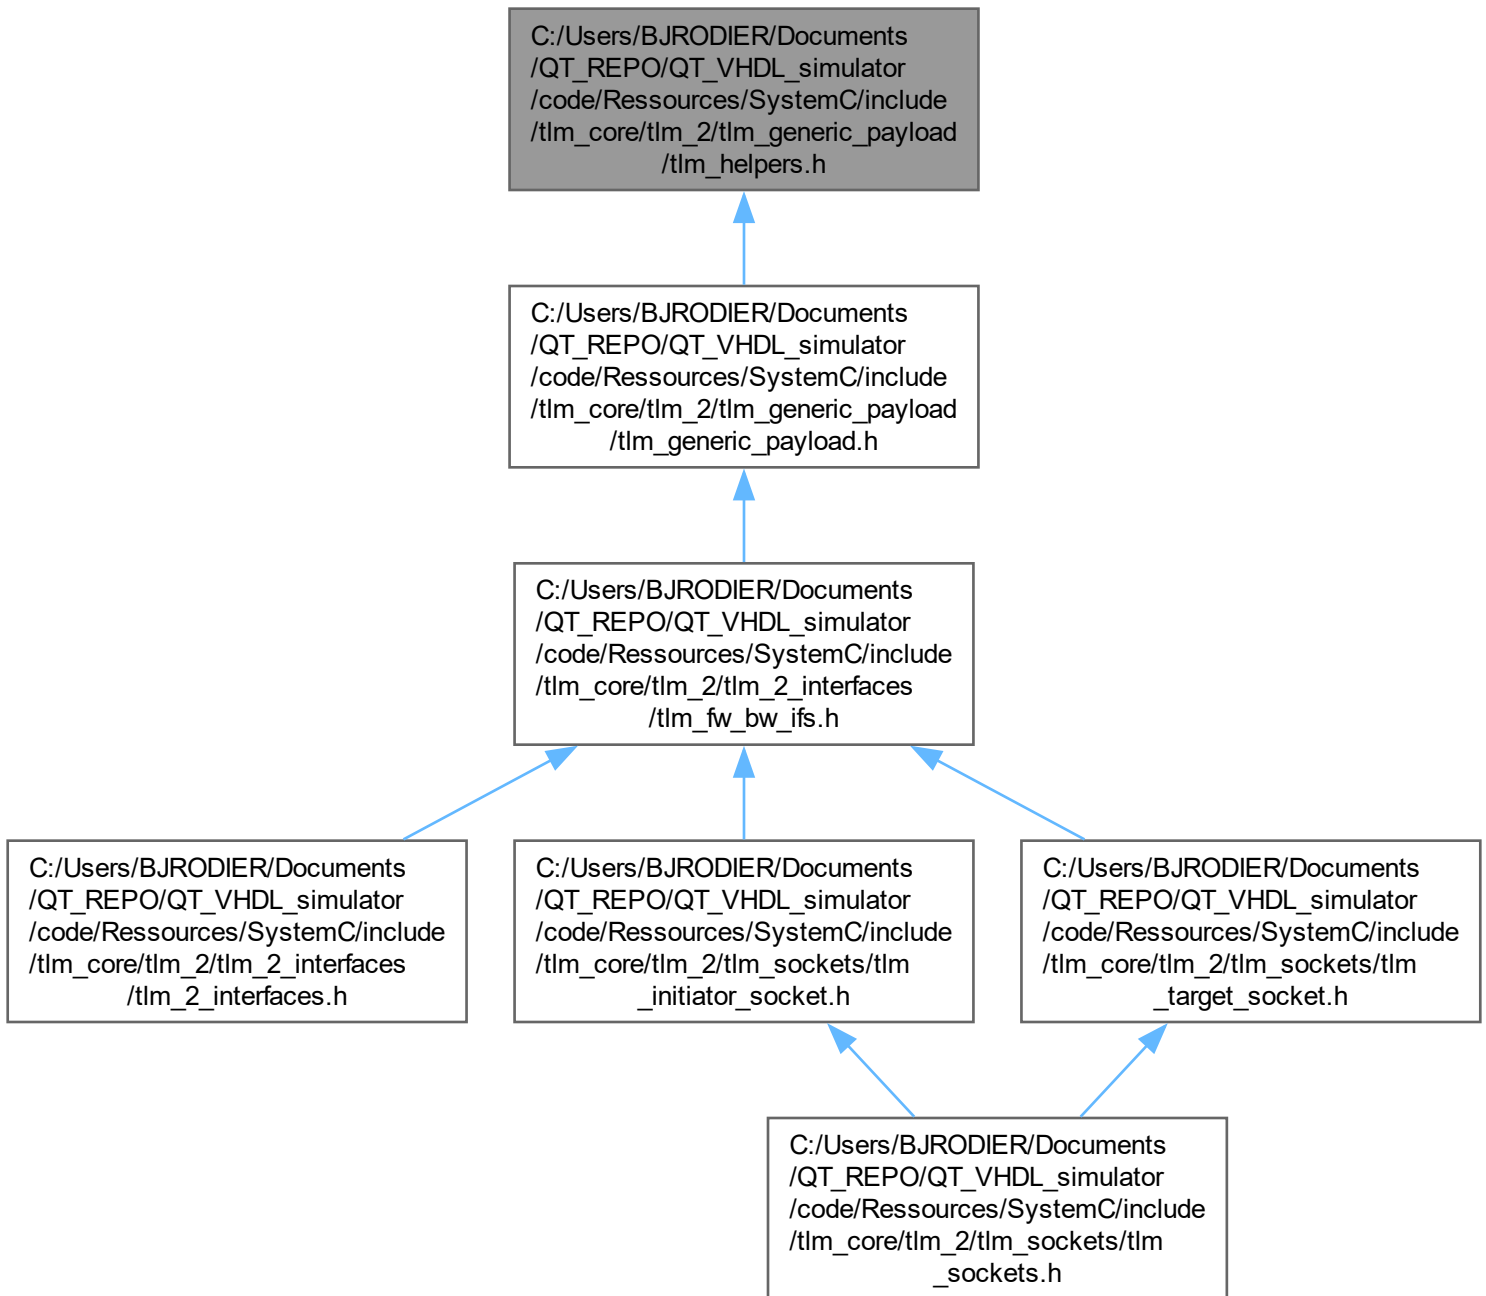 C:/Users/BJRODIER/Documents
/QT_REPO/QT_VHDL_simulator
/code/Ressources/SystemC/include
/tlm_core/tlm_2/tlm_generic_payload
/tlm_helpers.h
C:/Users/BJRODIER/Documents
/QT_REPO/QT_VHDL_simulator
/code/Ressources/SystemC/include
/tlm_core/tlm_2/tlm_generic_payload
/tlm_generic_payload.h
C:/Users/BJRODIER/Documents
/QT_REPO/QT_VHDL_simulator
/code/Ressources/SystemC/include
/tlm_core/tlm_2/tlm_2_interfaces
/tlm_fw_bw_ifs.h
C:/Users/BJRODIER/Documents
/QT_REPO/QT_VHDL_simulator
/code/Ressources/SystemC/include
/tlm_core/tlm_2/tlm_2_interfaces
/tlm_2_interfaces.h
C:/Users/BJRODIER/Documents
/QT_REPO/QT_VHDL_simulator
/code/Ressources/SystemC/include
/tlm_core/tlm_2/tlm_sockets/tlm
_initiator_socket.h
C:/Users/BJRODIER/Documents
/QT_REPO/QT_VHDL_simulator
/code/Ressources/SystemC/include
/tlm_core/tlm_2/tlm_sockets/tlm
_target_socket.h
C:/Users/BJRODIER/Documents
/QT_REPO/QT_VHDL_simulator
/code/Ressources/SystemC/include
/tlm_core/tlm_2/tlm_sockets/tlm
_sockets.h